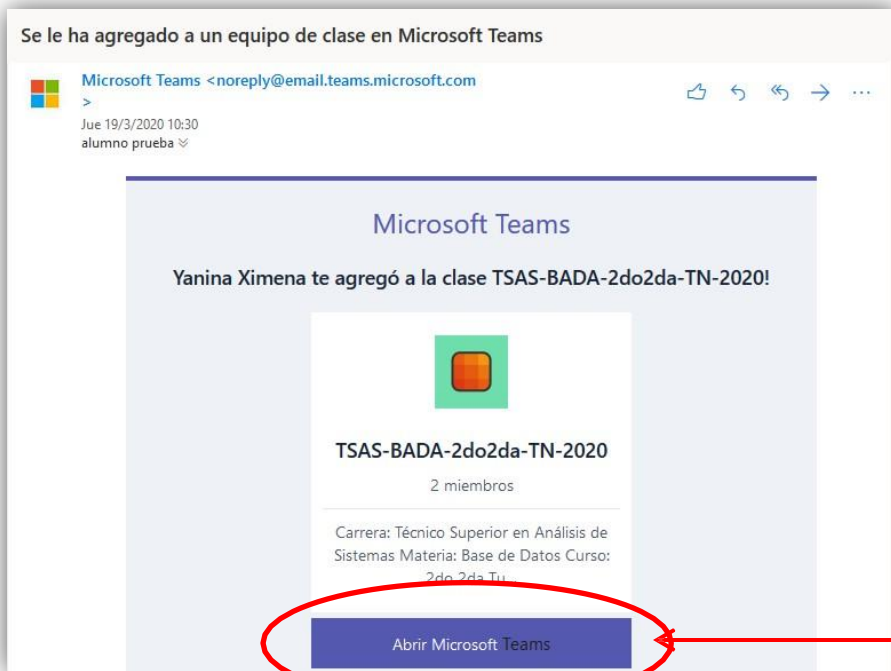 Se le ha agregado a un equipo de clase en Microsoft Teams
Microsoft Teams <noreply@email.teams.microsoft.com
>
Jue 19/3/2020 10:30
alumno prueba
Microsoft Teams
Yanina Ximena te agregó a la clase TSAS-BADA-2do2da-TN-2020!
TSAS-BADA-2do2da-TN-2020
2 miembros
Carrera: Técnico Superior en Análisis de
Sistemas Materia: Base de Datos Curso:
2do 2da Tu...
Abrir Microsoft Teams